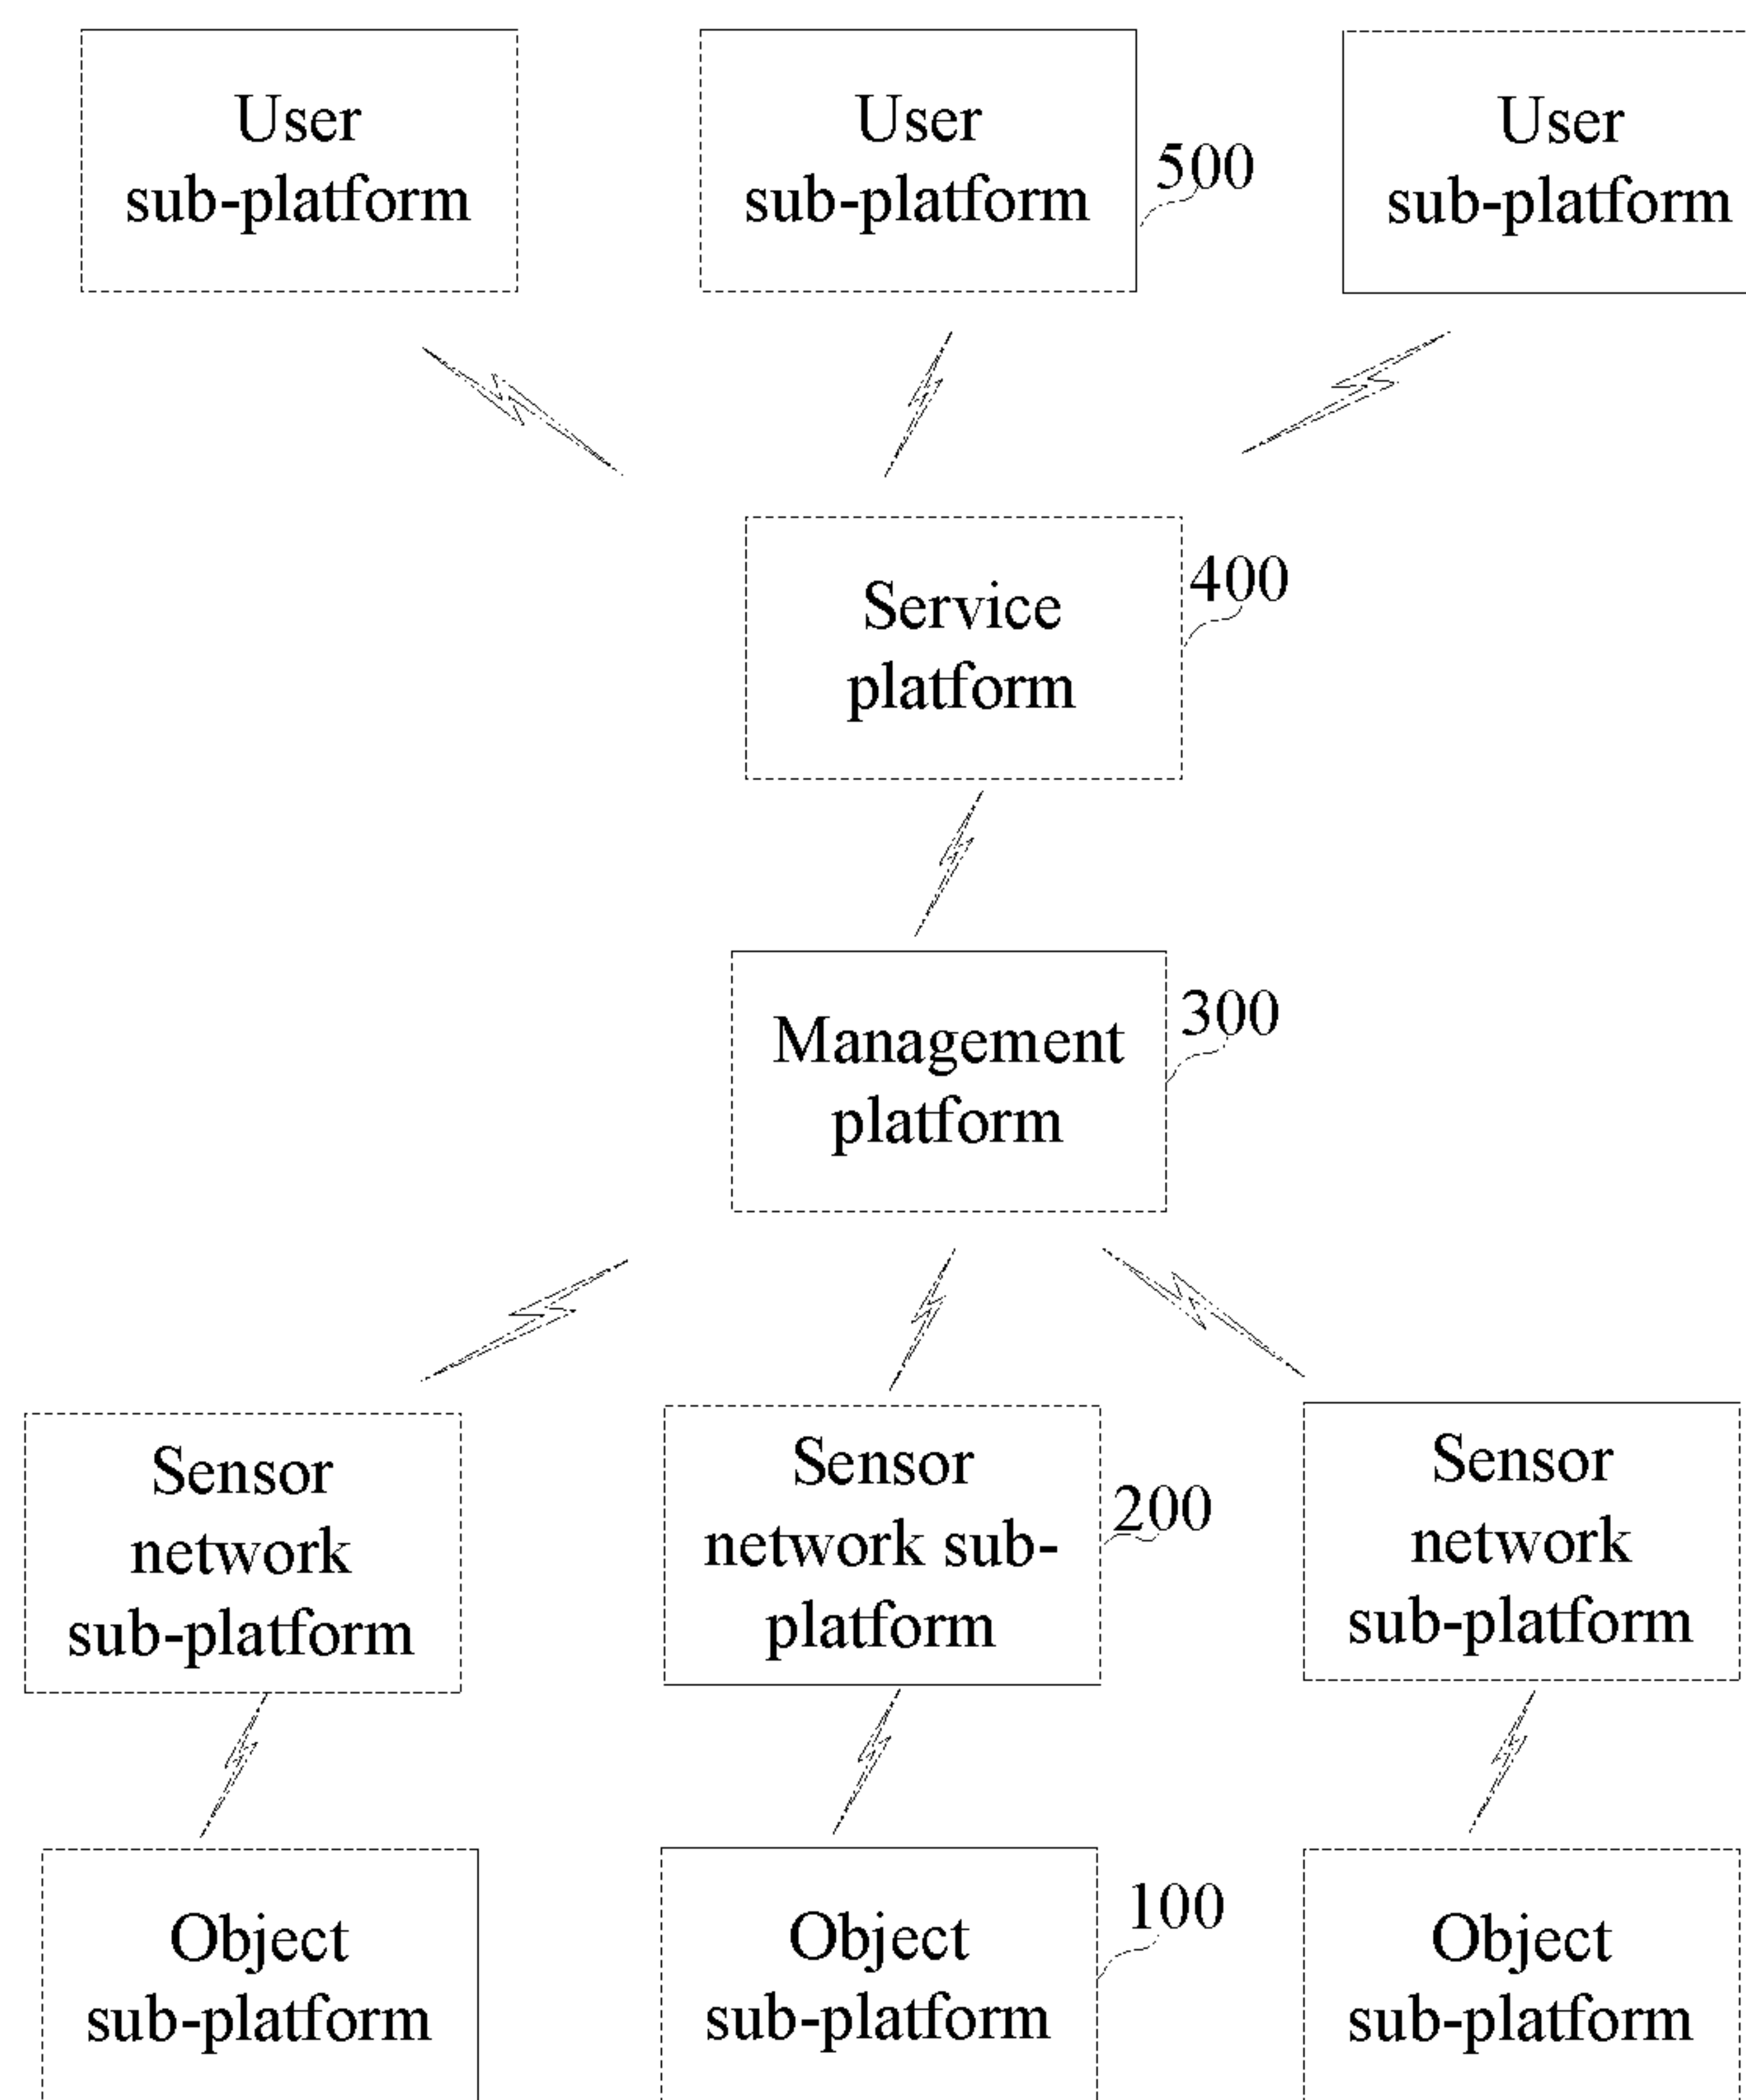 User
sub-platform
User
sub-platform
500
User
sub-platform
Service
platform
400
Management
platform
300
Sensor
network
sub-platform
Sensor
network sub-
platform
200
Sensor
network
sub-platform
Object
sub-platform
Object
sub-platform
100
Object
sub-platform